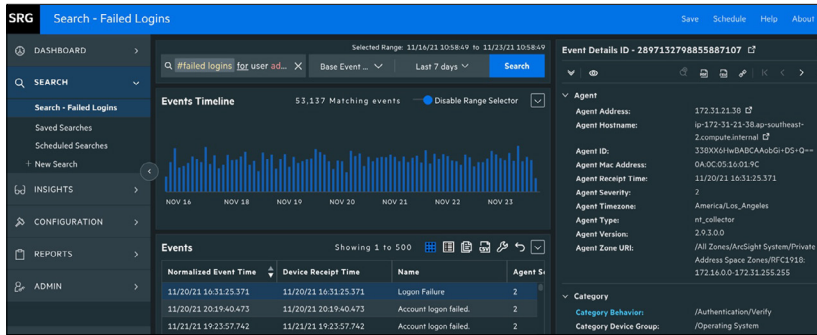 SRG Search - Failed Logins Save Schedule Help About
DASHBOARD
SEARCH
Search - Failed Logins
Saved Searches
Scheduled Searches
+ New Search
INSIGHTS
CONFIGURATION
REPORTS
ADMIN
Selected Range: 11/16/21 10:58:49 to 11/23/21 10:58:49
#failed logins for user ad... X Base Event ... Last 7 days Search
Events Timeline 53,137 Matching events Disable Range Selector
NOV 16 NOV 18 NOV 19 NOV 20 NOV 21 NOV 22 NOV 23
Events Showing 1 to 500
Normalized Event Time Device Receipt Time Name Agent Se
11/20/21 16:31:25.371 11/20/21 16:31:25.371 Logon Failure 2
11/20/21 20:19:40.473 11/20/21 20:19:40.473 Account logon failed. 2
11/21/21 19:23:57.742 11/21/21 19:23:57.742 Account logon failed. 2
Event Details ID - 2897132798855887107
Agent
Agent Address: 172.31.21.38
Agent Hostname: ip-172-31-21-38.ap-southeast-
2.compute.internal
Agent ID: 338XX6HwBABCAAobGi+DS+Q==
Agent Mac Address: 0A.0C.05.16.01.9C
Agent Receipt Time: 11/20/21 16:31:25.371
Agent Severity: 2
Agent Timezone: America/Los_Angeles
Agent Type: nt_collector
Agent Version: 2.9.3.0.0
Agent Zone URI: /All Zones/ArcSight System/Private
Address Space Zones/RFC1918:
172.16.0.0-172.31.255.255
Category
Category Behavior: /Authentication/Verify
Category Device Group: /Operating System